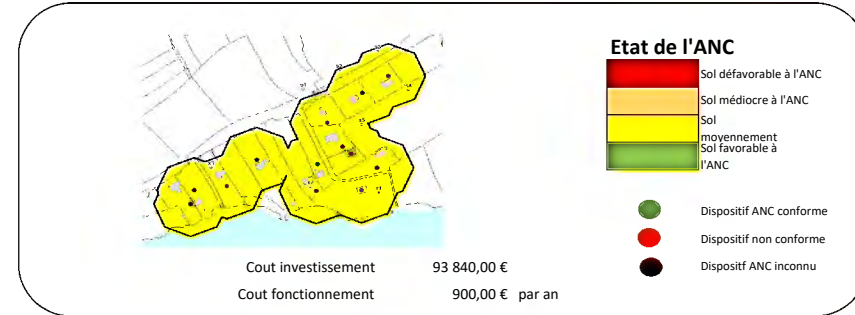 Etat de l'ANC
Sol défavorable à l'ANC
Sol médiocre à l'ANC
Sol
moyennement
Sol favorable à
l'ANC
Dispositif ANC conforme
Dispositif non conforme
Dispositf ANC inconnu
Cout investissement 93 840,00 €
Cout fonctionnement 900,00 € par an